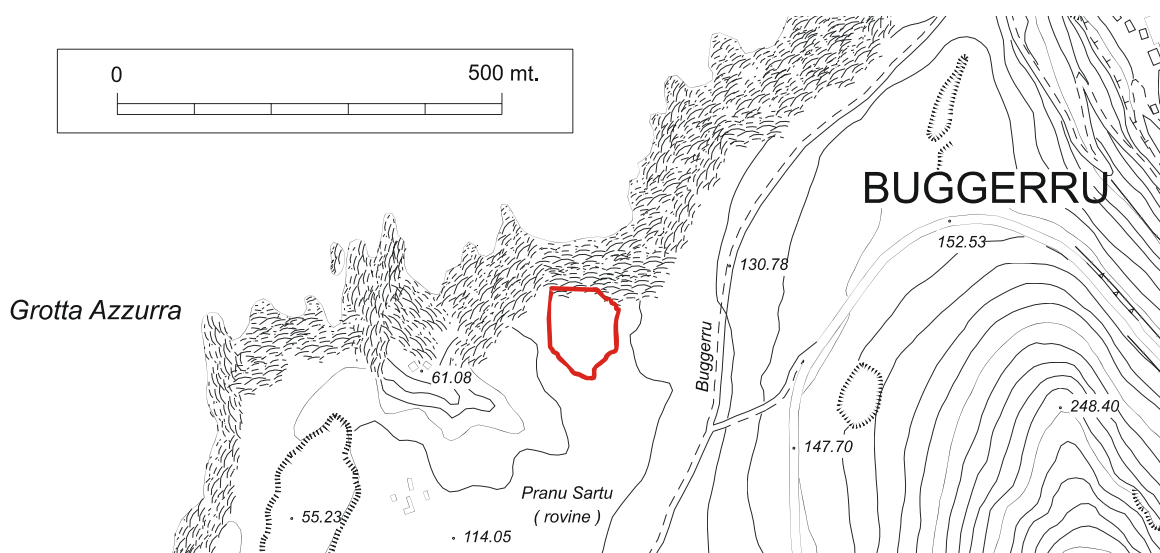 0 500 mt.
BUGGERRU
152.53
130.78
Grotta Azzurra
Buggerru
61.08
248.40
147.70
Pranu Sartu
( rovine )
55.23
114.05